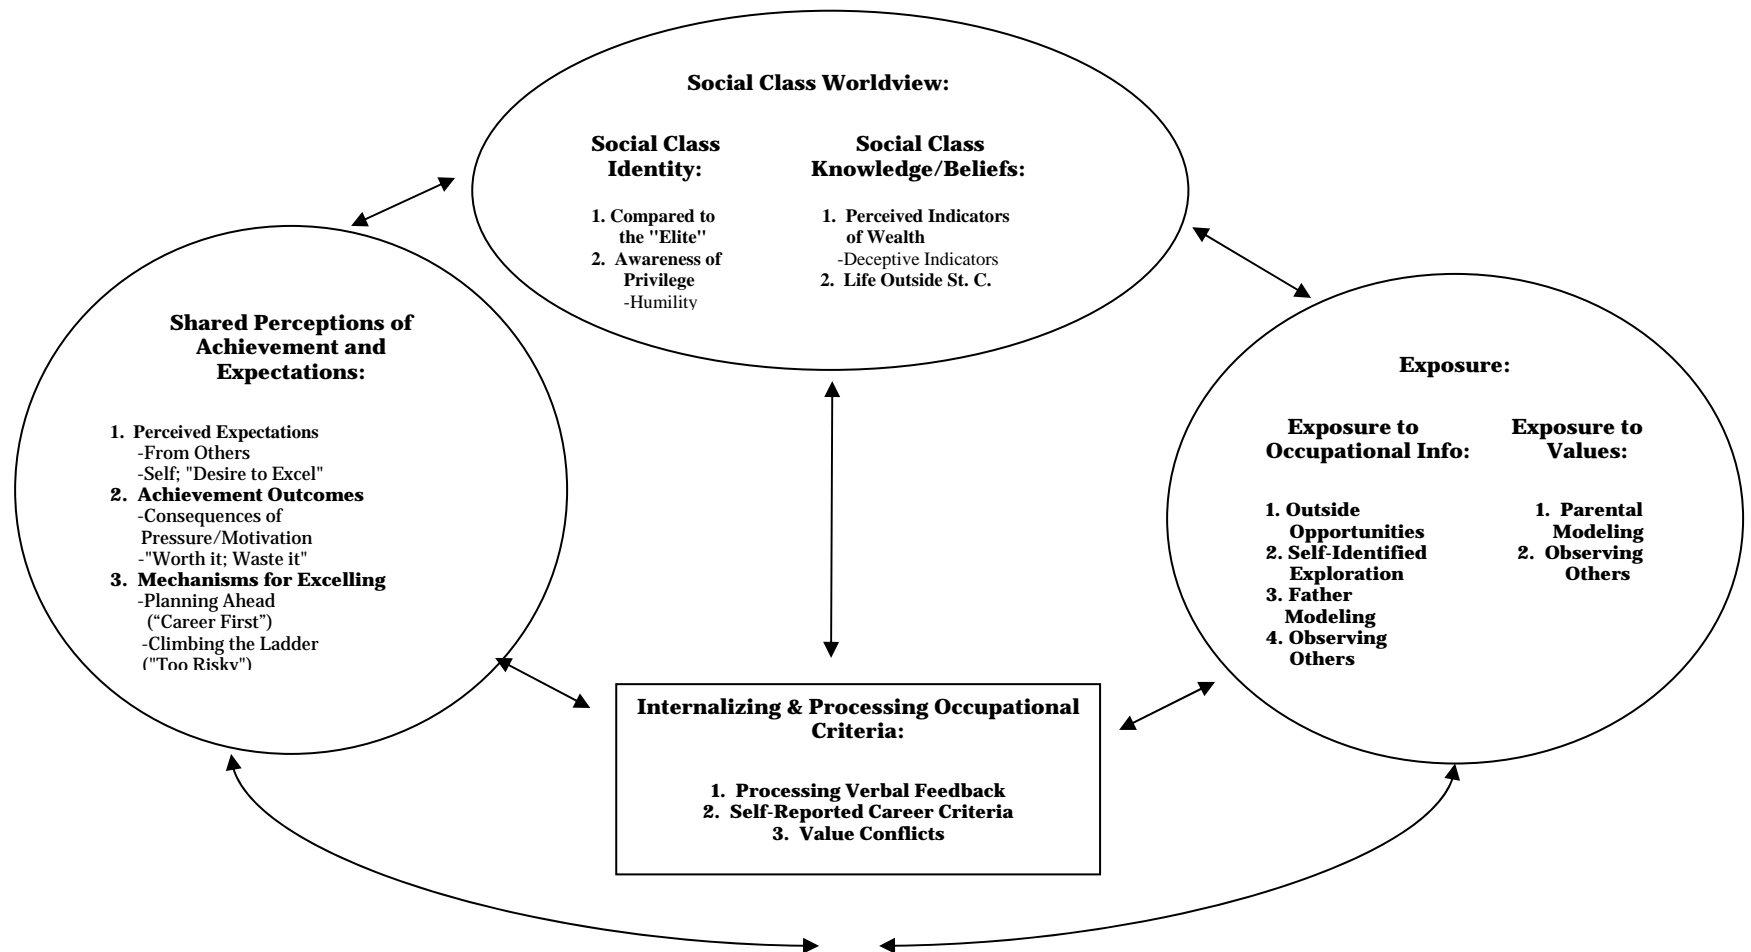 Social Class Worldview:
Social Class
Identity:
1. Compared to
the "Elite"
2. Awareness of
Privilege
-Humility
Social Class
Knowledge/Beliefs:
1. Perceived Indicators
of Wealth
-Deceptive Indicators
2. Life Outside St. C.
Shared Perceptions of
Achievement and
Expectations:
1. Perceived Expectations
-From Others
-Self; "Desire to Excel"
2. Achievement Outcomes
-Consequences of
Pressure/Motivation
-"Worth it; Waste it"
3. Mechanisms for Excelling
-Planning Ahead
(“Career First”)
-Climbing the Ladder
("Too Risky")
Exposure:
Exposure to
Occupational Info:
1. Outside
Opportunities
2. Self-Identified
Exploration
3. Father
Modeling
4. Observing
Others
Exposure to
Values:
1. Parental
Modeling
2. Observing
Others
Internalizing & Processing Occupational
Criteria:
1. Processing Verbal Feedback
2. Self-Reported Career Criteria
3. Value Conflicts